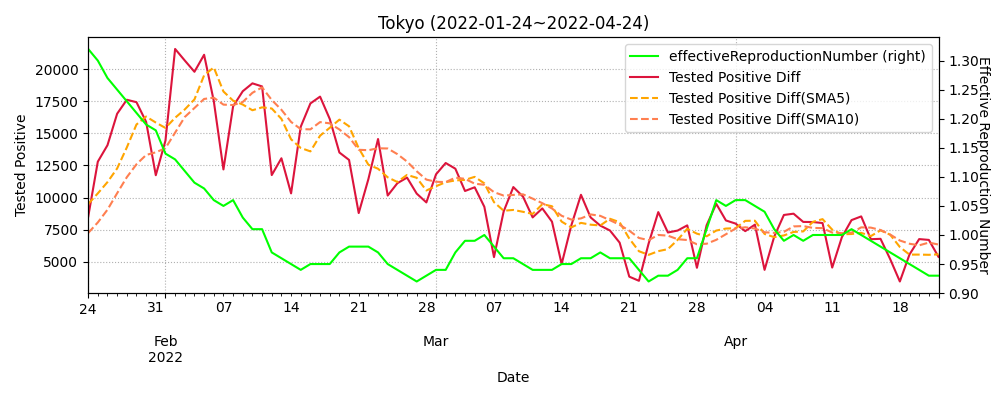 Tokyo (2022-01-24~2022-04-24)
effectiveReproductionNumber (right)
Tested Positive Diff
Tested Positive Diff(SMA5)
Tested Positive Diff(SMA10)
Tested Positive
20000
17500
15000
12500
10000
7500
5000
1.30
1.25
1.20
1.15
1.10
1.05
1.00
0.95
0.90
Effective Reproduction Number
24 31 07 14 21 28 07 14 21 28 04 11 18
Feb Mar Apr
2022
Date